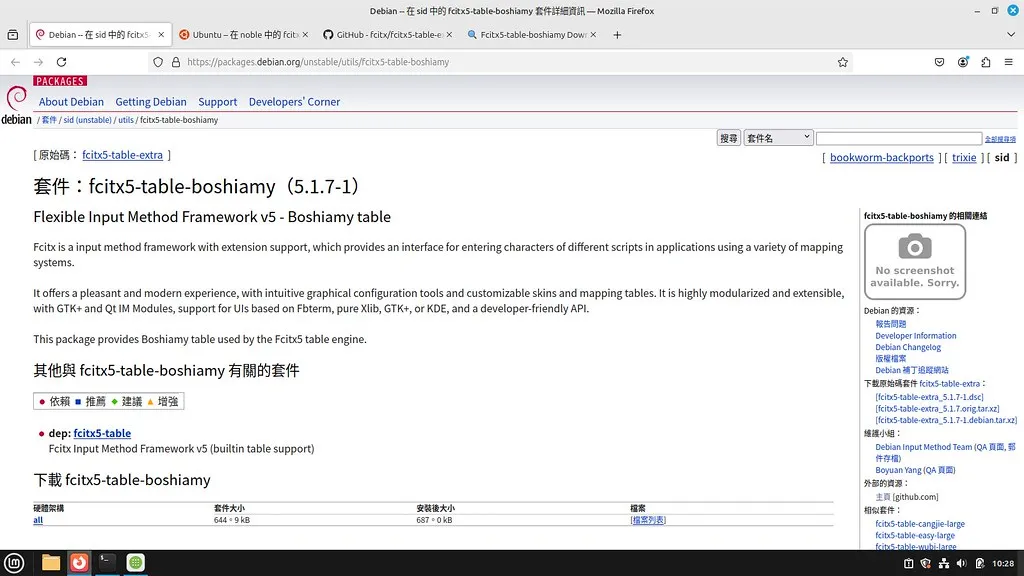 Debian -- 在 sid 中的 fcitx5-table-boshiamy 套件詳細資訊 — Mozilla Firefox
Debian -- 在 sid 中的 fcitx5-
Ubuntu – 在 noble 中的 fcitx
GitHub - fcitx/fcitx5-table-e
Fcitx5-table-boshiamy Dow
https://packages.debian.org/unstable/utils/fcitx5-table-boshiamy
PACKAGES
About Debian Getting Debian Support Developers' Corner
debian
/ 套件 / sid (unstable) / utils / fcitx5-table-boshiamy
搜尋 套件名 全部搜尋項
[ 原始碼： fcitx5-table-extra ]
[ bookworm-backports ] [ trixie ] [ sid ]
套件：fcitx5-table-boshiamy（5.1.7-1）
Flexible Input Method Framework v5 - Boshiamy table
Fcitx is a input method framework with extension support, which provides an interface for entering characters of different scripts in applications using a variety of mapping
systems.
It offers a pleasant and modern experience, with intuitive graphical configuration tools and customizable skins and mapping tables. It is highly modularized and extensible,
with GTK+ and Qt IM Modules, support for UIs based on Fbterm, pure Xlib, GTK+, or KDE, and a developer-friendly API.
This package provides Boshiamy table used by the Fcitx5 table engine.
其他與 fcitx5-table-boshiamy 有關的套件
依賴 推薦 建議 增強
dep: fcitx5-table
Fcitx Input Method Framework v5 (builtin table support)
下載 fcitx5-table-boshiamy
硬體架構 套件大小 安裝後大小 檔案
all 644。9 kB 687。0 kB [檔案列表]
fcitx5-table-boshiamy 的相關連結
No screenshot
available. Sorry.
Debian 的資源：
報告問題
Developer Information
Debian Changelog
版權檔案
Debian 補丁追蹤網站
下載原始碼套件 fcitx5-table-extra：
[fcitx5-table-extra_5.1.7-1.dsc]
[fcitx5-table-extra_5.1.7.orig.tar.xz]
[fcitx5-table-extra_5.1.7-1.debian.tar.xz]
維護小組：
Debian Input Method Team (QA 頁面, 郵
件存檔)
Boyuan Yang (QA 頁面)
外部的資源：
主頁 [github.com]
相似套件：
fcitx5-table-cangjie-large
fcitx5-table-easy-large
fcitx5-table-wubi-large
10:28